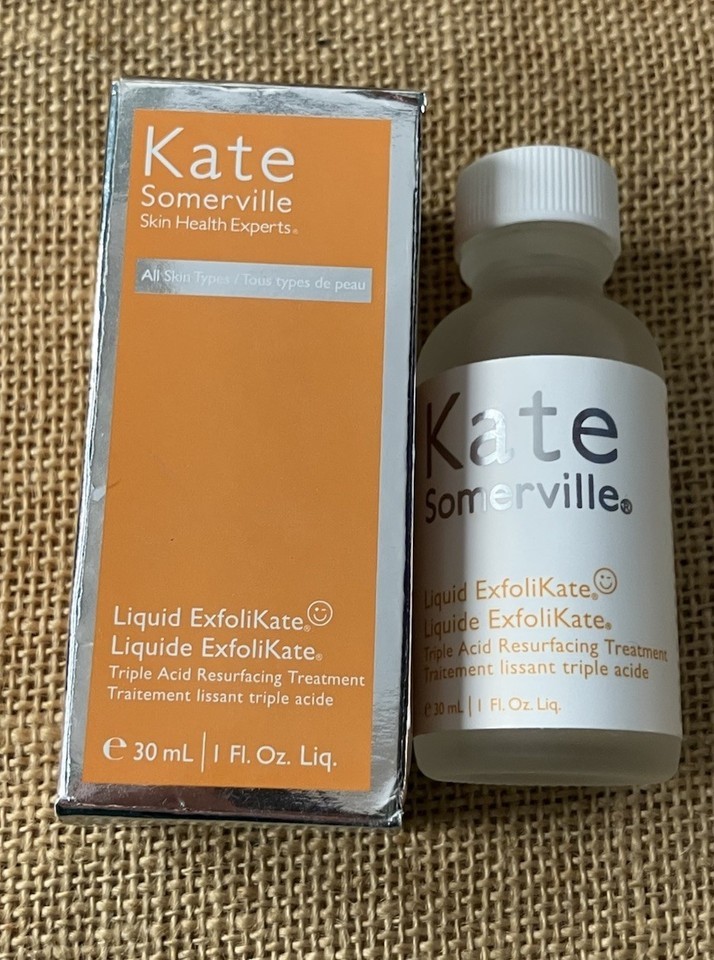 Kate
Somerville
Skin Health Experts®
All Skin Types / Tous types de peau
Liquid ExfoliKate®
Liquide ExfoliKate®
Triple Acid Resurfacing Treatment
Traitement lissant triple acide
℮ 30 mL | 1 Fl. Oz. Liq.
Kate
Somerville®
Liquid ExfoliKate®
Liquide ExfoliKate®
Triple Acid Resurfacing Treatment
Traitement lissant triple acide
℮ 30 mL | 1 Fl. Oz. Liq.